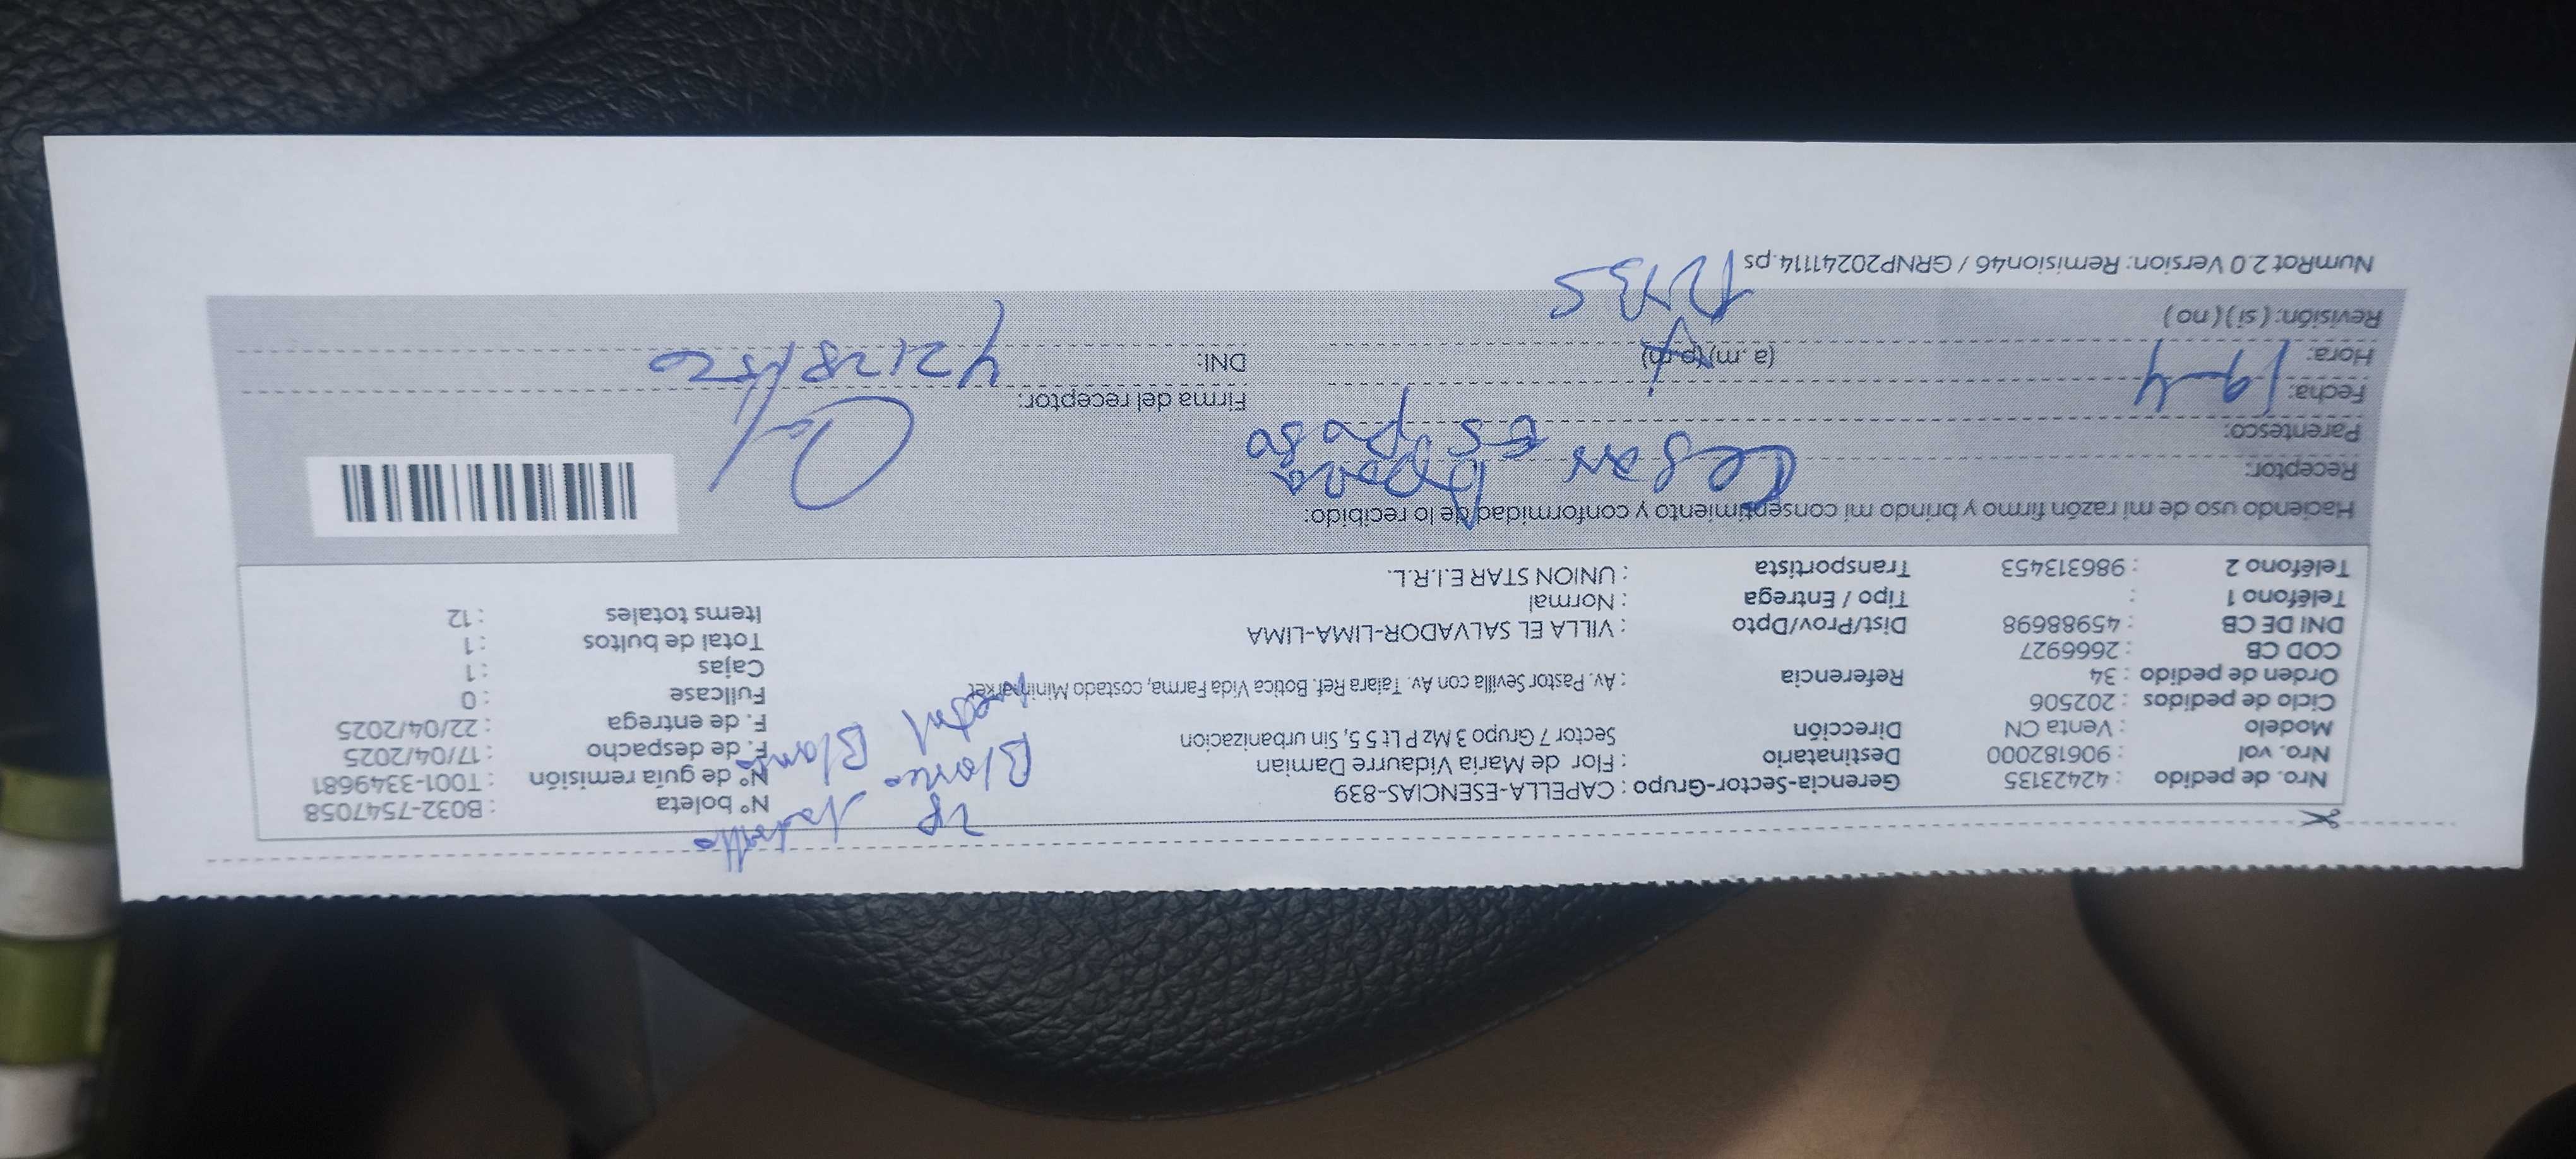 Nro. de pedido : 42423135
Nro. vol : 906182000
Modelo : Venta CN
Ciclo de pedidos : 202506
Orden de pedido : 34
COD CB : 2666927
DNI DE CB : 45988698
Teléfono 1 :
Teléfono 2 : 986313453
Gerencia-Sector-Grupo : CAPELLA-ESENCIAS-839
Destinatario : Flor de Maria Vidaurre Damian
Dirección Sector 7 Grupo 3 Mz P Lt 5 5, Sin urbanizacion
Referencia : Av. Pastor Sevilla con Av. Talara Ref. Botica Vida Farma, costado Minimarket
Dist/Prov/Dpto : VILLA EL SALVADOR-LIMA-LIMA
Tipo / Entrega : Normal
Transportista : UNION STAR E.I.R.L.
2p
Blanco Blanco
N° boleta : B032-7547058
N° de guía remisión : T001-3349681
F. de despacho : 17/04/2025
F. de entrega : 22/04/2025
Fullcase : 0
Cajas : 1
Total de bultos : 1
Items totales : 12
Haciendo uso de mi razón firmo y brindo mi consentimiento y conformidad de lo recibido:
Receptor: Cesar
Parentesco: Esposo
Fecha: 19-4
Hora: (a. m) (p. m)
Revisión: ( si ) ( no )
Firma del receptor:
DNI:
NumRot 2.0 Version: Remision46 / GRNP20241114.ps